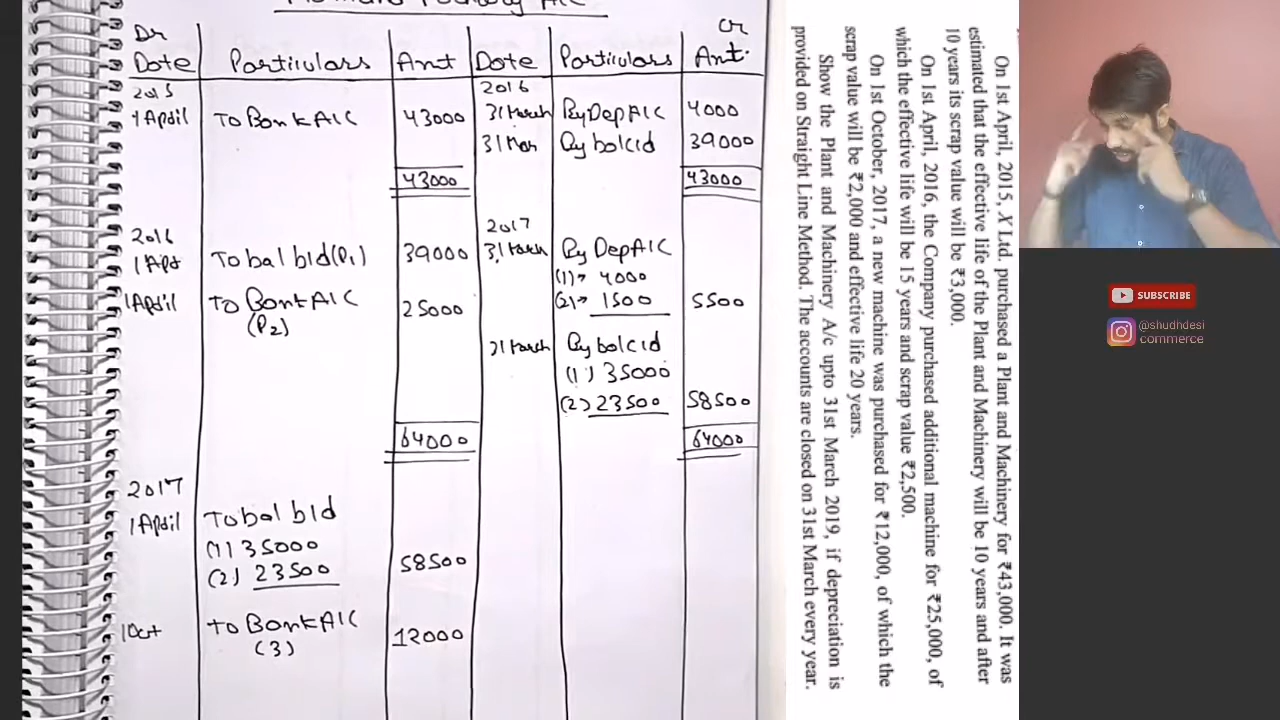 Dr
Cr
Date Particulars Amt Date Particulars Amt.
2015
1 April To Bank A/C 43000
2016
31 March By Dep A/C 4000
31 Mar By bal c/d 39000
43000 43000
2016
1 Apr To bal b/d (P1) 39000
1 April To Bank A/C 25000
(P2)
2017
31 March By Dep A/C
(1) → 4000
(2) → 1500 5500
31 March By bal c/d
(1) 35000
(2) 23500 58500
64000 64000
2017
1 April To bal b/d
(1) 35000
(2) 23500 58500
1 Oct To Bank A/C 12000
(3)
On 1st April, 2015, X Ltd. purchased a Plant and Machinery for ₹43,000. It was
estimated that the effective life of the Plant and Machinery will be 10 years and after
10 years its scrap value will be ₹3,000.
On 1st April, 2016, the Company purchased additional machine for ₹25,000, of
which the effective life will be 15 years and scrap value ₹2,500.
On 1st October, 2017, a new machine was purchased for ₹12,000, of which the
scrap value will be ₹2,000 and effective life 20 years.
Show the Plant and Machinery A/c upto 31st March 2019, if depreciation is
provided on Straight Line Method. The accounts are closed on 31st March every year.
SUBSCRIBE
@shudhdesi
commerce